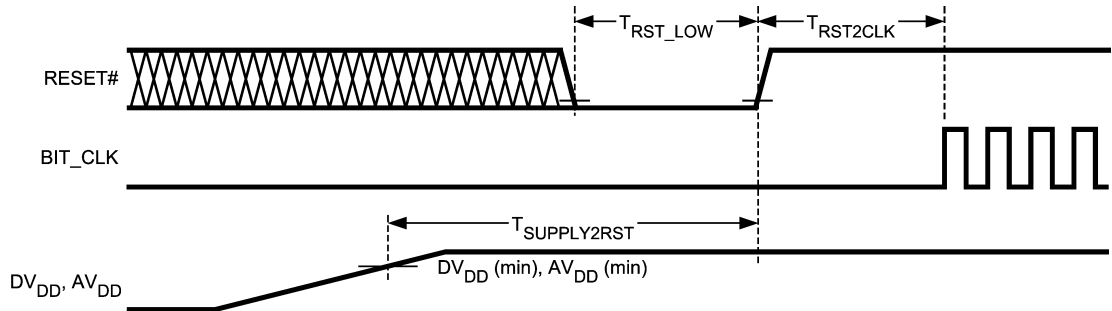 T_RST_LOW
T_RST2CLK
RESET#
BIT_CLK
T_SUPPLY2RST
DV_DD (min), AV_DD (min)
DV_DD, AV_DD